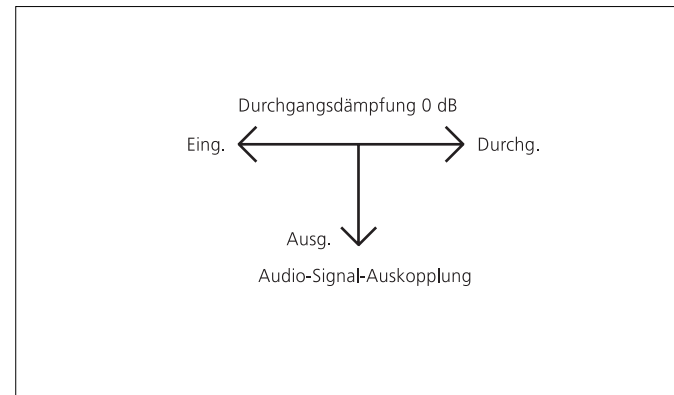 Durchgangsdämpfung 0 dB
Eing.
Durchg.
Ausg.
Audio-Signal-Auskopplung